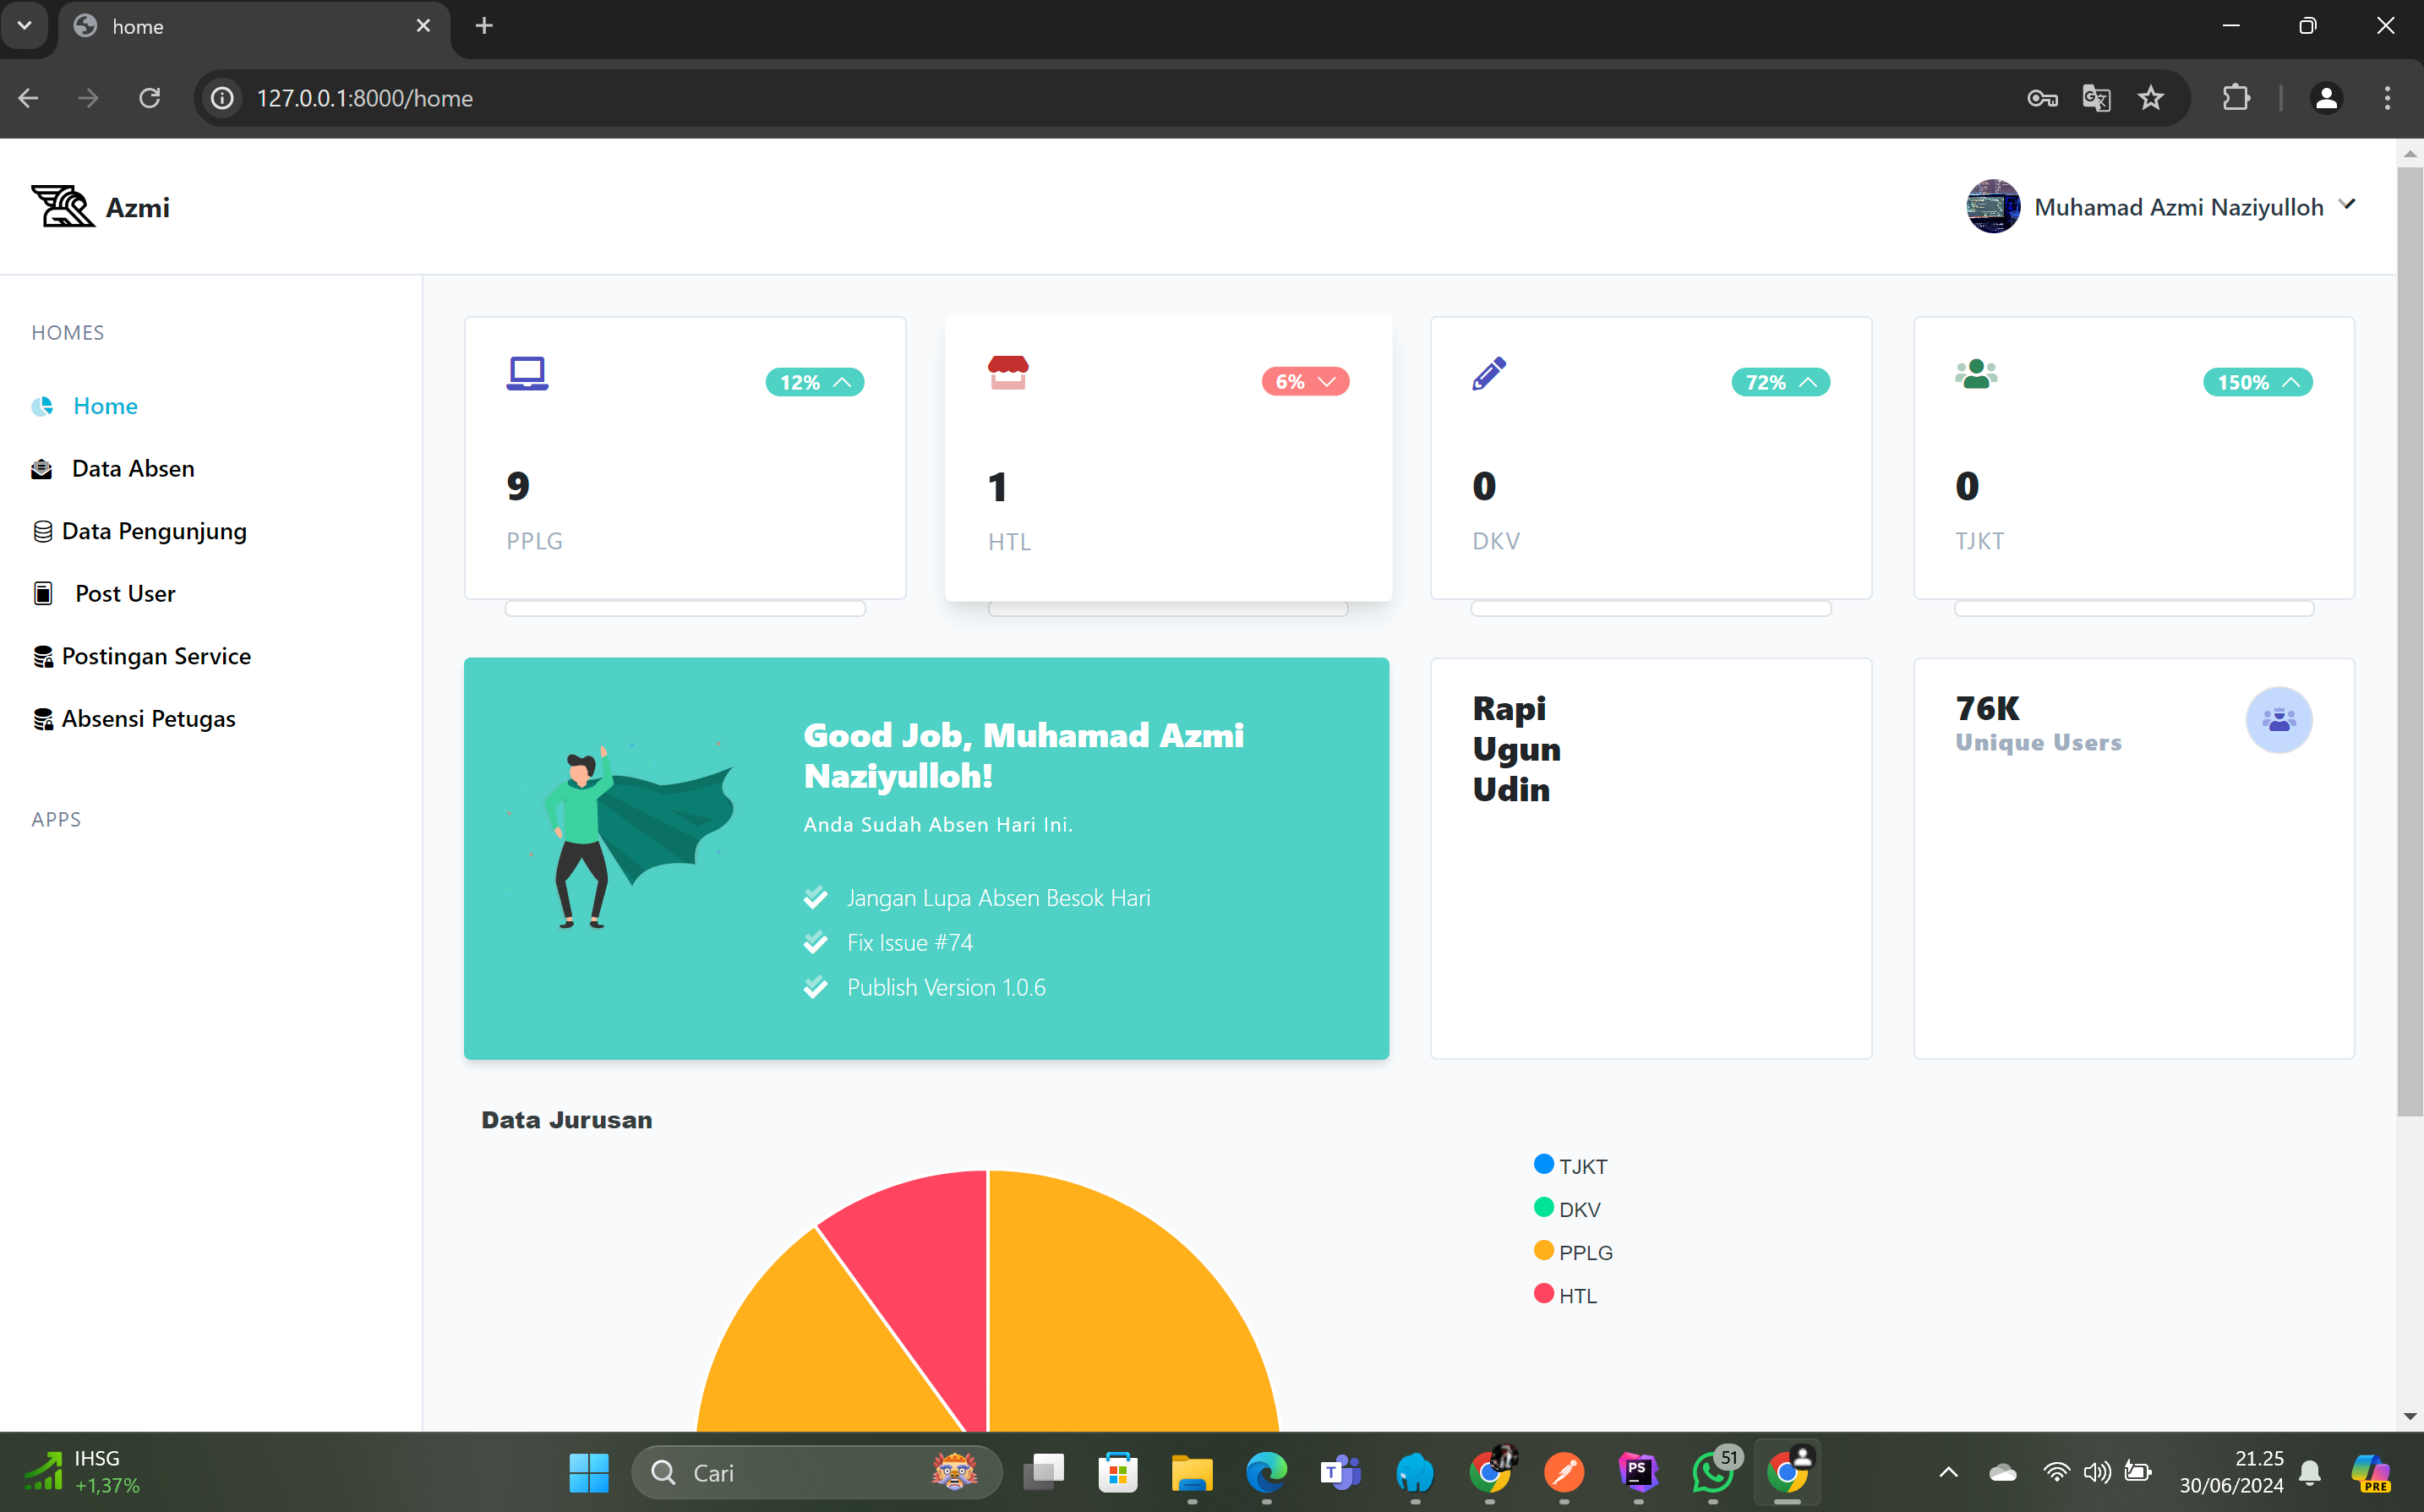 home
127.0.0.1:8000/home
Azmi
Muhamad Azmi Naziyulloh
HOMES
Home
Data Absen
Data Pengunjung
Post User
Postingan Service
Absensi Petugas
APPS
12%
9
PPLG
6%
1
HTL
72%
0
DKV
150%
0
TJKT
Good Job, Muhamad Azmi
Naziyulloh!
Anda Sudah Absen Hari Ini.
Jangan Lupa Absen Besok Hari
Fix Issue #74
Publish Version 1.0.6
Rapi
Ugun
Udin
76K
Unique Users
Data Jurusan
TJKT
DKV
PPLG
HTL
IHSG
+1,37%
Cari
T
PS
51
21.25
30/06/2024
PRE